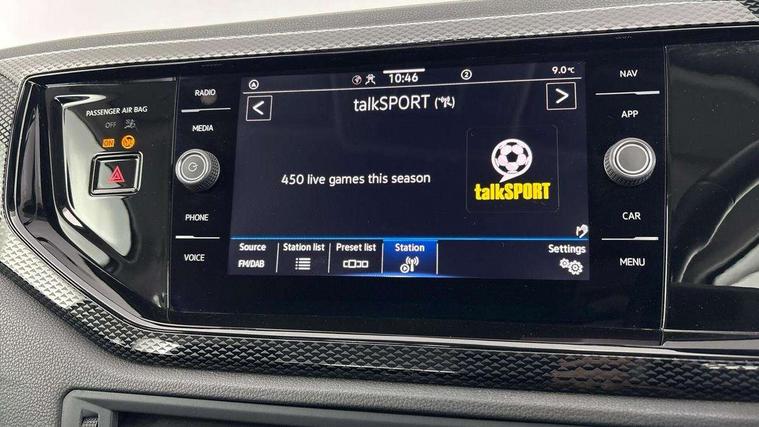 PASSENGER AIR BAG
OFF
ON
RADIO
MEDIA
PHONE
VOICE
A
10:46
2
9.0 °C
<
talkSPORT
>
450 live games this season
talkSPORT
Source
FM/DAB
Station list
Preset list
Station
Settings
NAV
APP
CAR
MENU